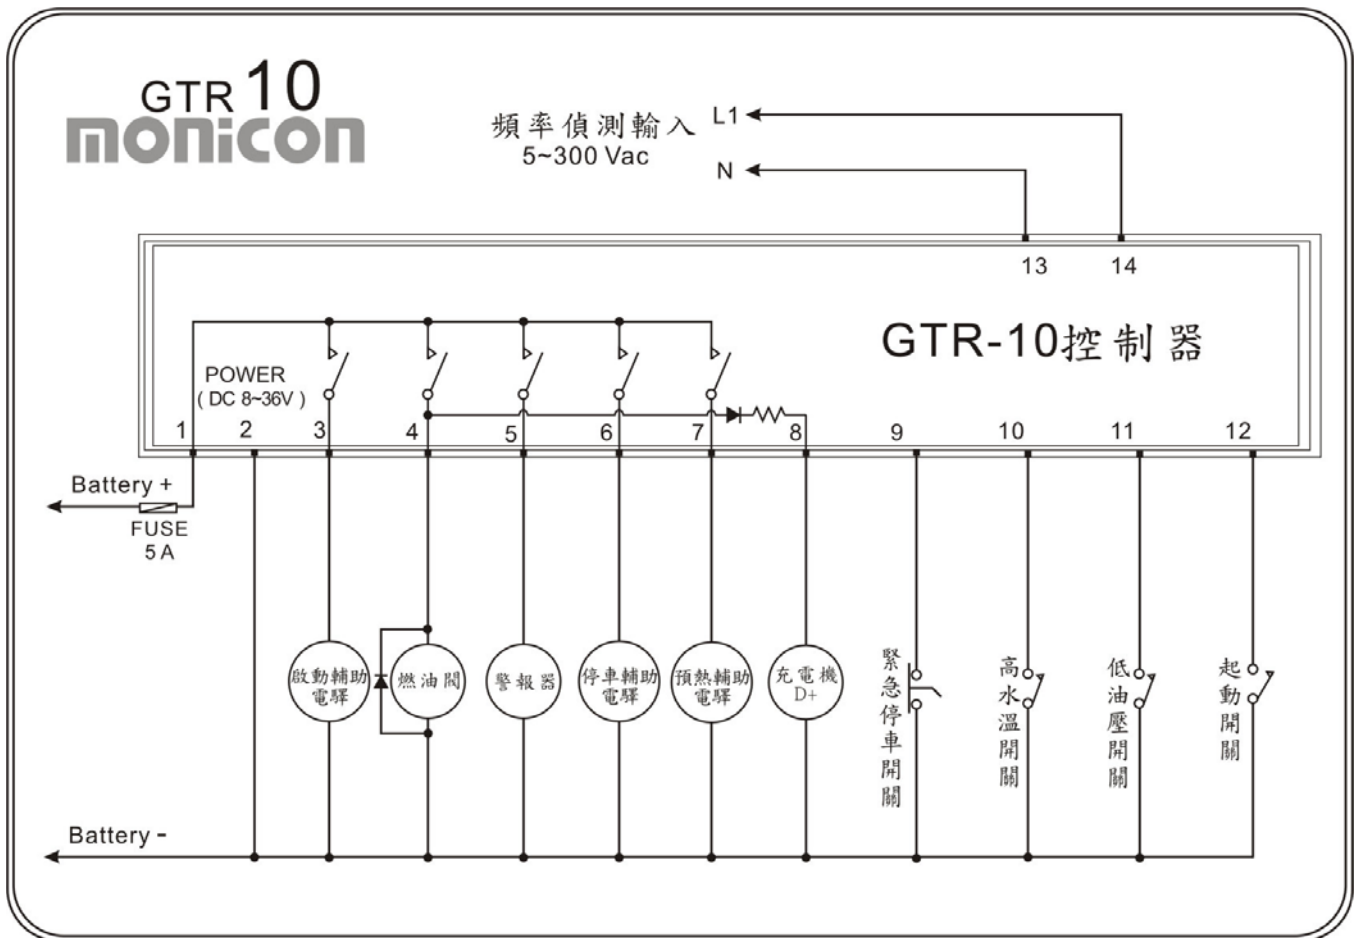 GTR 10
monicon
頻率偵測輸入
5~300 Vac
L1
N
13
14
GTR-10控制器
POWER
( DC 8~36V )
1
2
3
4
5
6
7
8
9
10
11
12
Battery +
FUSE
5 A
啟動輔助
電驛
燃油閥
警報器
停車輔助
電驛
預熱輔助
電驛
充電機
D+
緊急停車開關
高水溫開關
低油壓開關
起動開關
Battery -